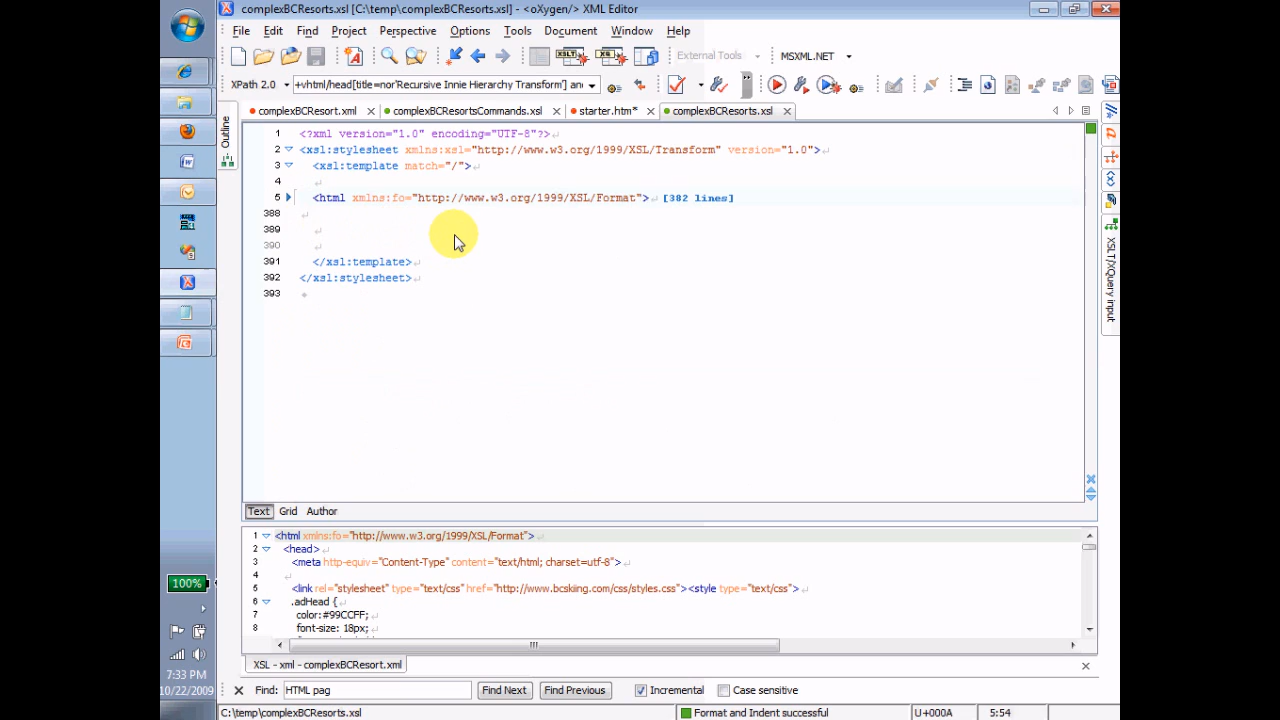 complexBCResorts.xsl [C:\temp\complexBCResorts.xsl] - <oXygen/> XML Editor
File Edit Find Project Perspective Options Tools Document Window Help
External Tools MSXML.NET
XPath 2.0 +vhtml/head[title=nor'Recursive Innie Hierarchy Transform'] an
complexBCResort.xml complexBCResortsCommands.xsl starter.htm* complexBCResorts.xsl
Outline
1 <?xml version="1.0" encoding="UTF-8"?>
2 <xsl:stylesheet xmlns:xsl="http://www.w3.org/1999/XSL/Transform" version="1.0">
3 <xsl:template match="/">
4
5 <html xmlns:fo="http://www.w3.org/1999/XSL/Format"> [382 lines]
388
389
390
391 </xsl:template>
392 </xsl:stylesheet>
393
XSLT/XQuery input
Text Grid Author
1 <html xmlns:fo="http://www.w3.org/1999/XSL/Format">
2 <head>
3 <meta http-equiv="Content-Type" content="text/html; charset=utf-8">
4
5 <link rel="stylesheet" type="text/css" href="http://www.bcskiing.com/css/styles.css"><style type="text/css">
6 .adHead {
7 color:#99CCFF;
8 font-size: 18px;
XSL - xml - complexBCResort.xml
Find: HTML pag Find Next Find Previous Incremental Case sensitive
C:\temp\complexBCResorts.xsl Format and Indent successful U+000A 5:54
100%
7:33 PM
10/22/2009